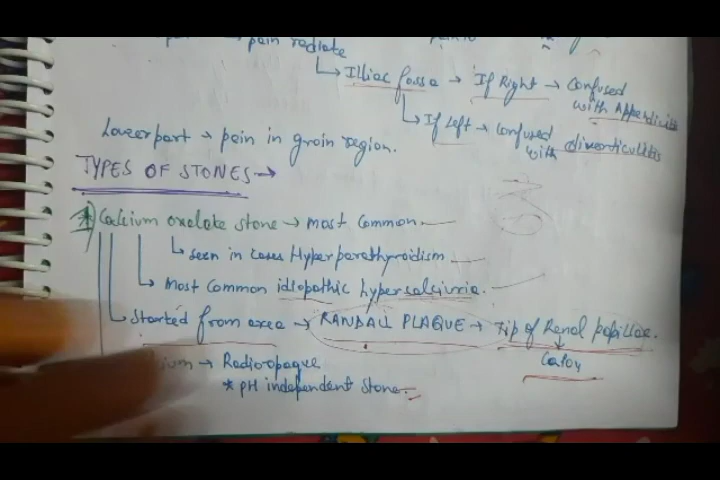 pain radiate
↳ Illiac fossa → If Right → Confused with Appendicitis
↳ If Left → Confused with diverticulitis
Lower part → pain in groin region.
TYPES OF STONES →
Calcium oxalate stone → most common
↳ seen in cases Hyperparathyroidism
↳ Most Common idiopathic hypersalciuria.
↳ Started from area → RANDALL PLAQUE → Tip of Renal papillae.
CaPO4
→ Radio-opaque
* pH independent stone.